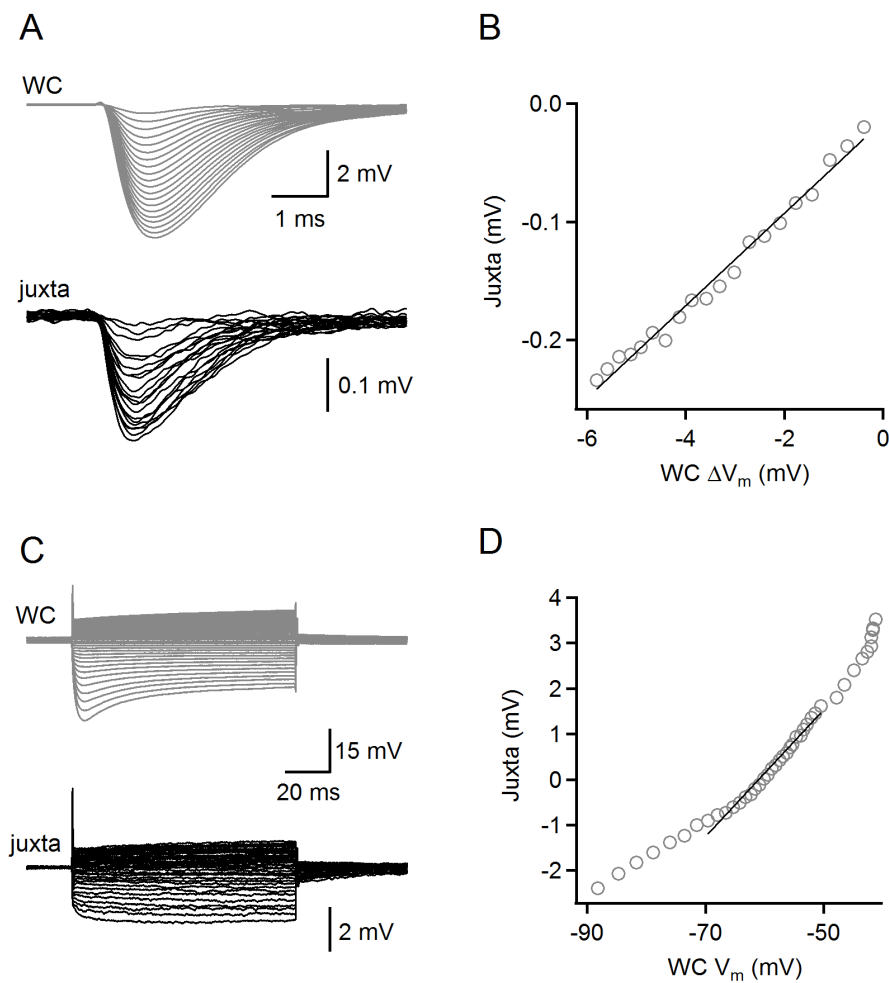 A
WC
2 mV
1 ms
juxta
0.1 mV
B
0.0
-0.1
-0.2
Juxta (mV)
-6 -4 -2 0
WC ΔVm (mV)
C
WC
15 mV
20 ms
juxta
2 mV
D
4
3
2
1
0
-1
-2
Juxta (mV)
-90 -70 -50
WC Vm (mV)